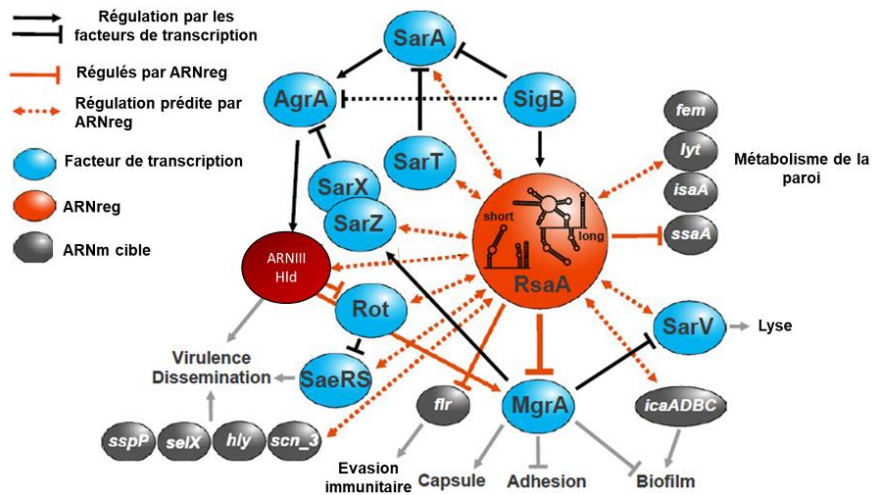 Régulation par les
facteurs de transcription
Régulés par ARNreg
Régulation prédite par
ARNreg
Facteur de transcription
ARNreg
ARNm cible
SarA
AgrA
SigB
SarT
SarX
SarZ
short
long
RsaA
ARNIII
Hld
Rot
SaeRS
Virulence
Dissemination
sspP
selX
hly
scn_3
flr
Evasion
immunitaire
MgrA
Capsule
Adhesion
Biofilm
icaADBC
SarV
Lyse
fem
lyt
isaA
ssaA
Métabolisme de la
paroi